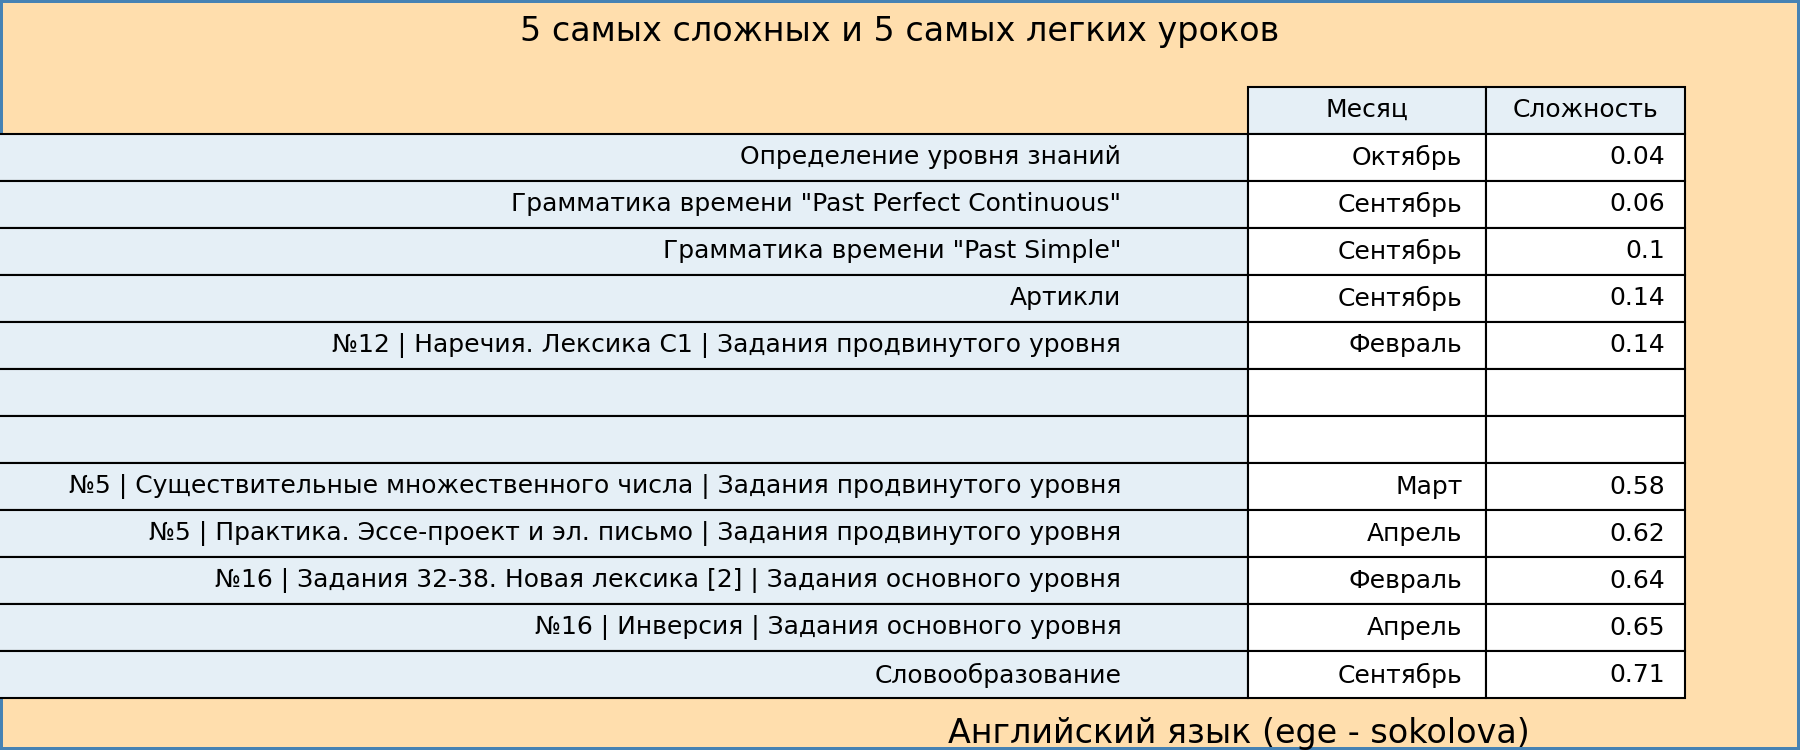 5 самых сложных и 5 самых легких уроков
Месяц Сложность
Определение уровня знаний Октябрь 0.04
Грамматика времени "Past Perfect Continuous" Сентябрь 0.06
Грамматика времени "Past Simple" Сентябрь 0.1
Артикли Сентябрь 0.14
№12 | Наречия. Лексика С1 | Задания продвинутого уровня Февраль 0.14
№5 | Существительные множественного числа | Задания продвинутого уровня Март 0.58
№5 | Практика. Эссе-проект и эл. письмо | Задания продвинутого уровня Апрель 0.62
№16 | Задания 32-38. Новая лексика [2] | Задания основного уровня Февраль 0.64
№16 | Инверсия | Задания основного уровня Апрель 0.65
Словообразование Сентябрь 0.71
Английский язык (ege - sokolova)